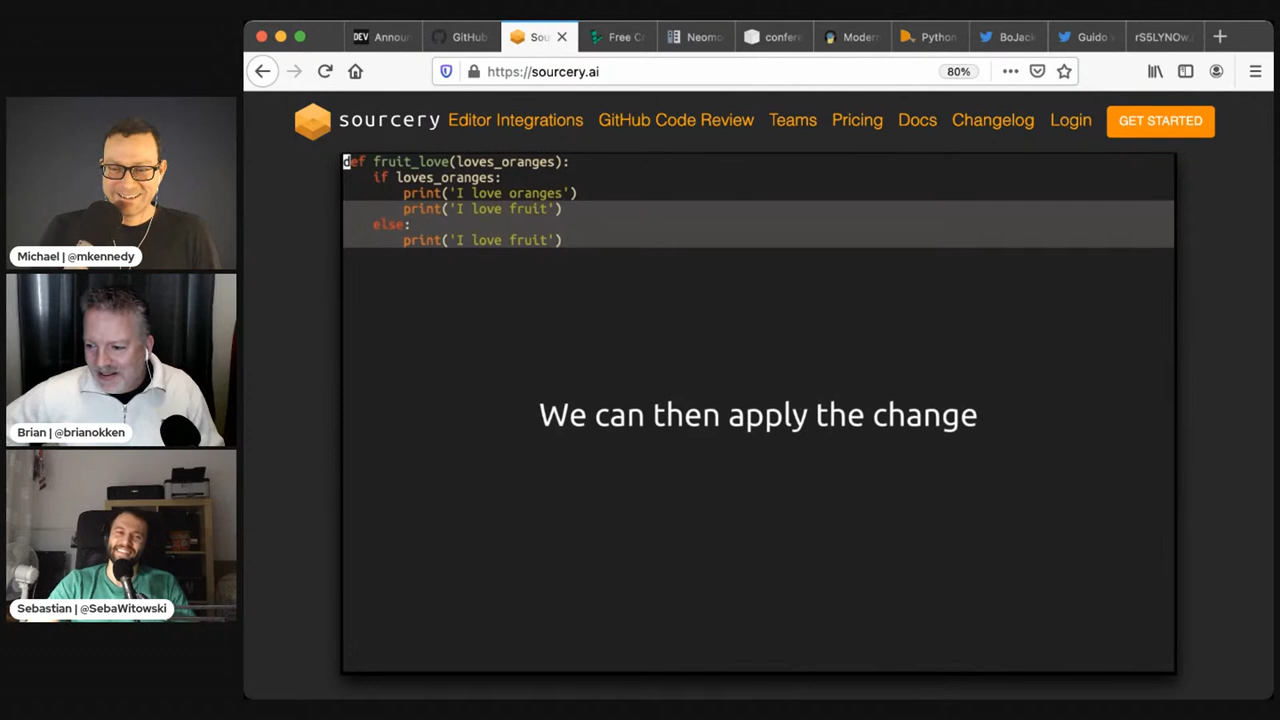 DEV Announ
GitHub
Sou
Free Cr
Neomo
confere
Modern
Python
BoJack
Guido v
rS5LYNOw.j
https://sourcery.ai
80%
sourcery
Editor Integrations
GitHub Code Review
Teams
Pricing
Docs
Changelog
Login
GET STARTED
def fruit_love(loves_oranges):
if loves_oranges:
print('I love oranges')
print('I love fruit')
else:
print('I love fruit')
We can then apply the change
Michael | @mkennedy
Brian | @brianokken
Sebastian | @SebaWitowski